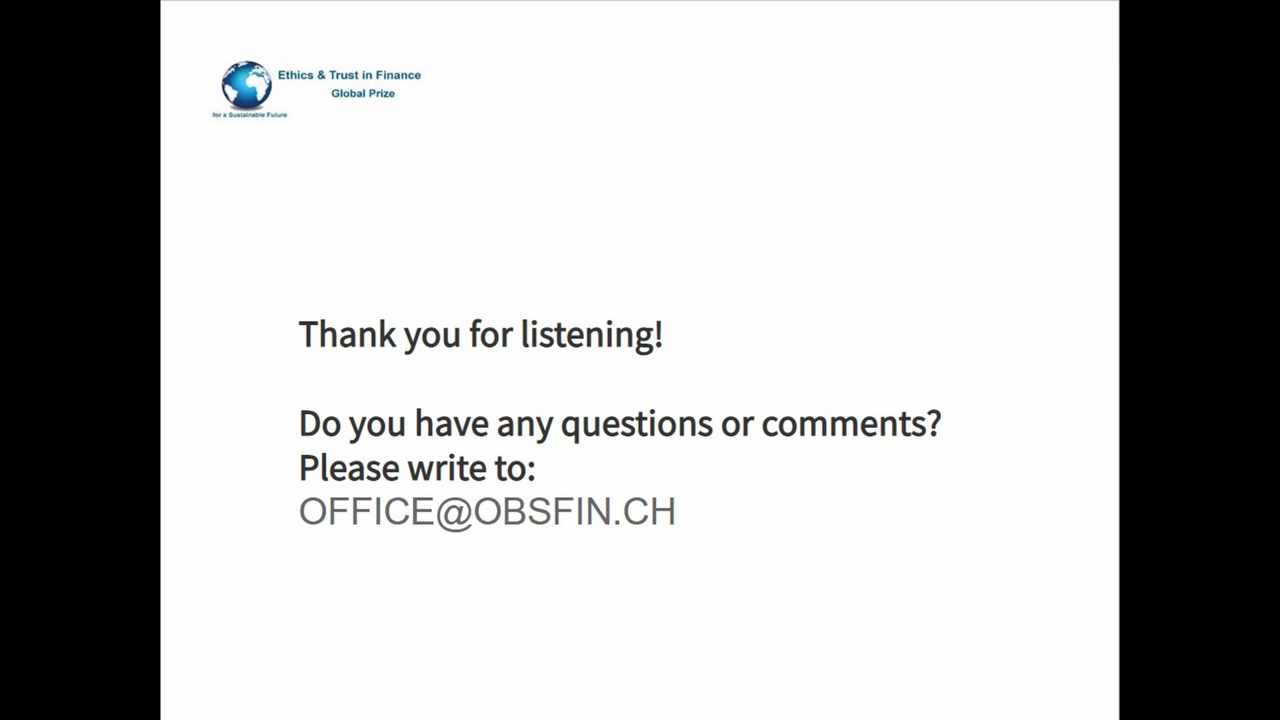 Ethics & Trust in Finance
Global Prize
for a Sustainable Future
Thank you for listening!
Do you have any questions or comments?
Please write to:
OFFICE@OBSFIN.CH